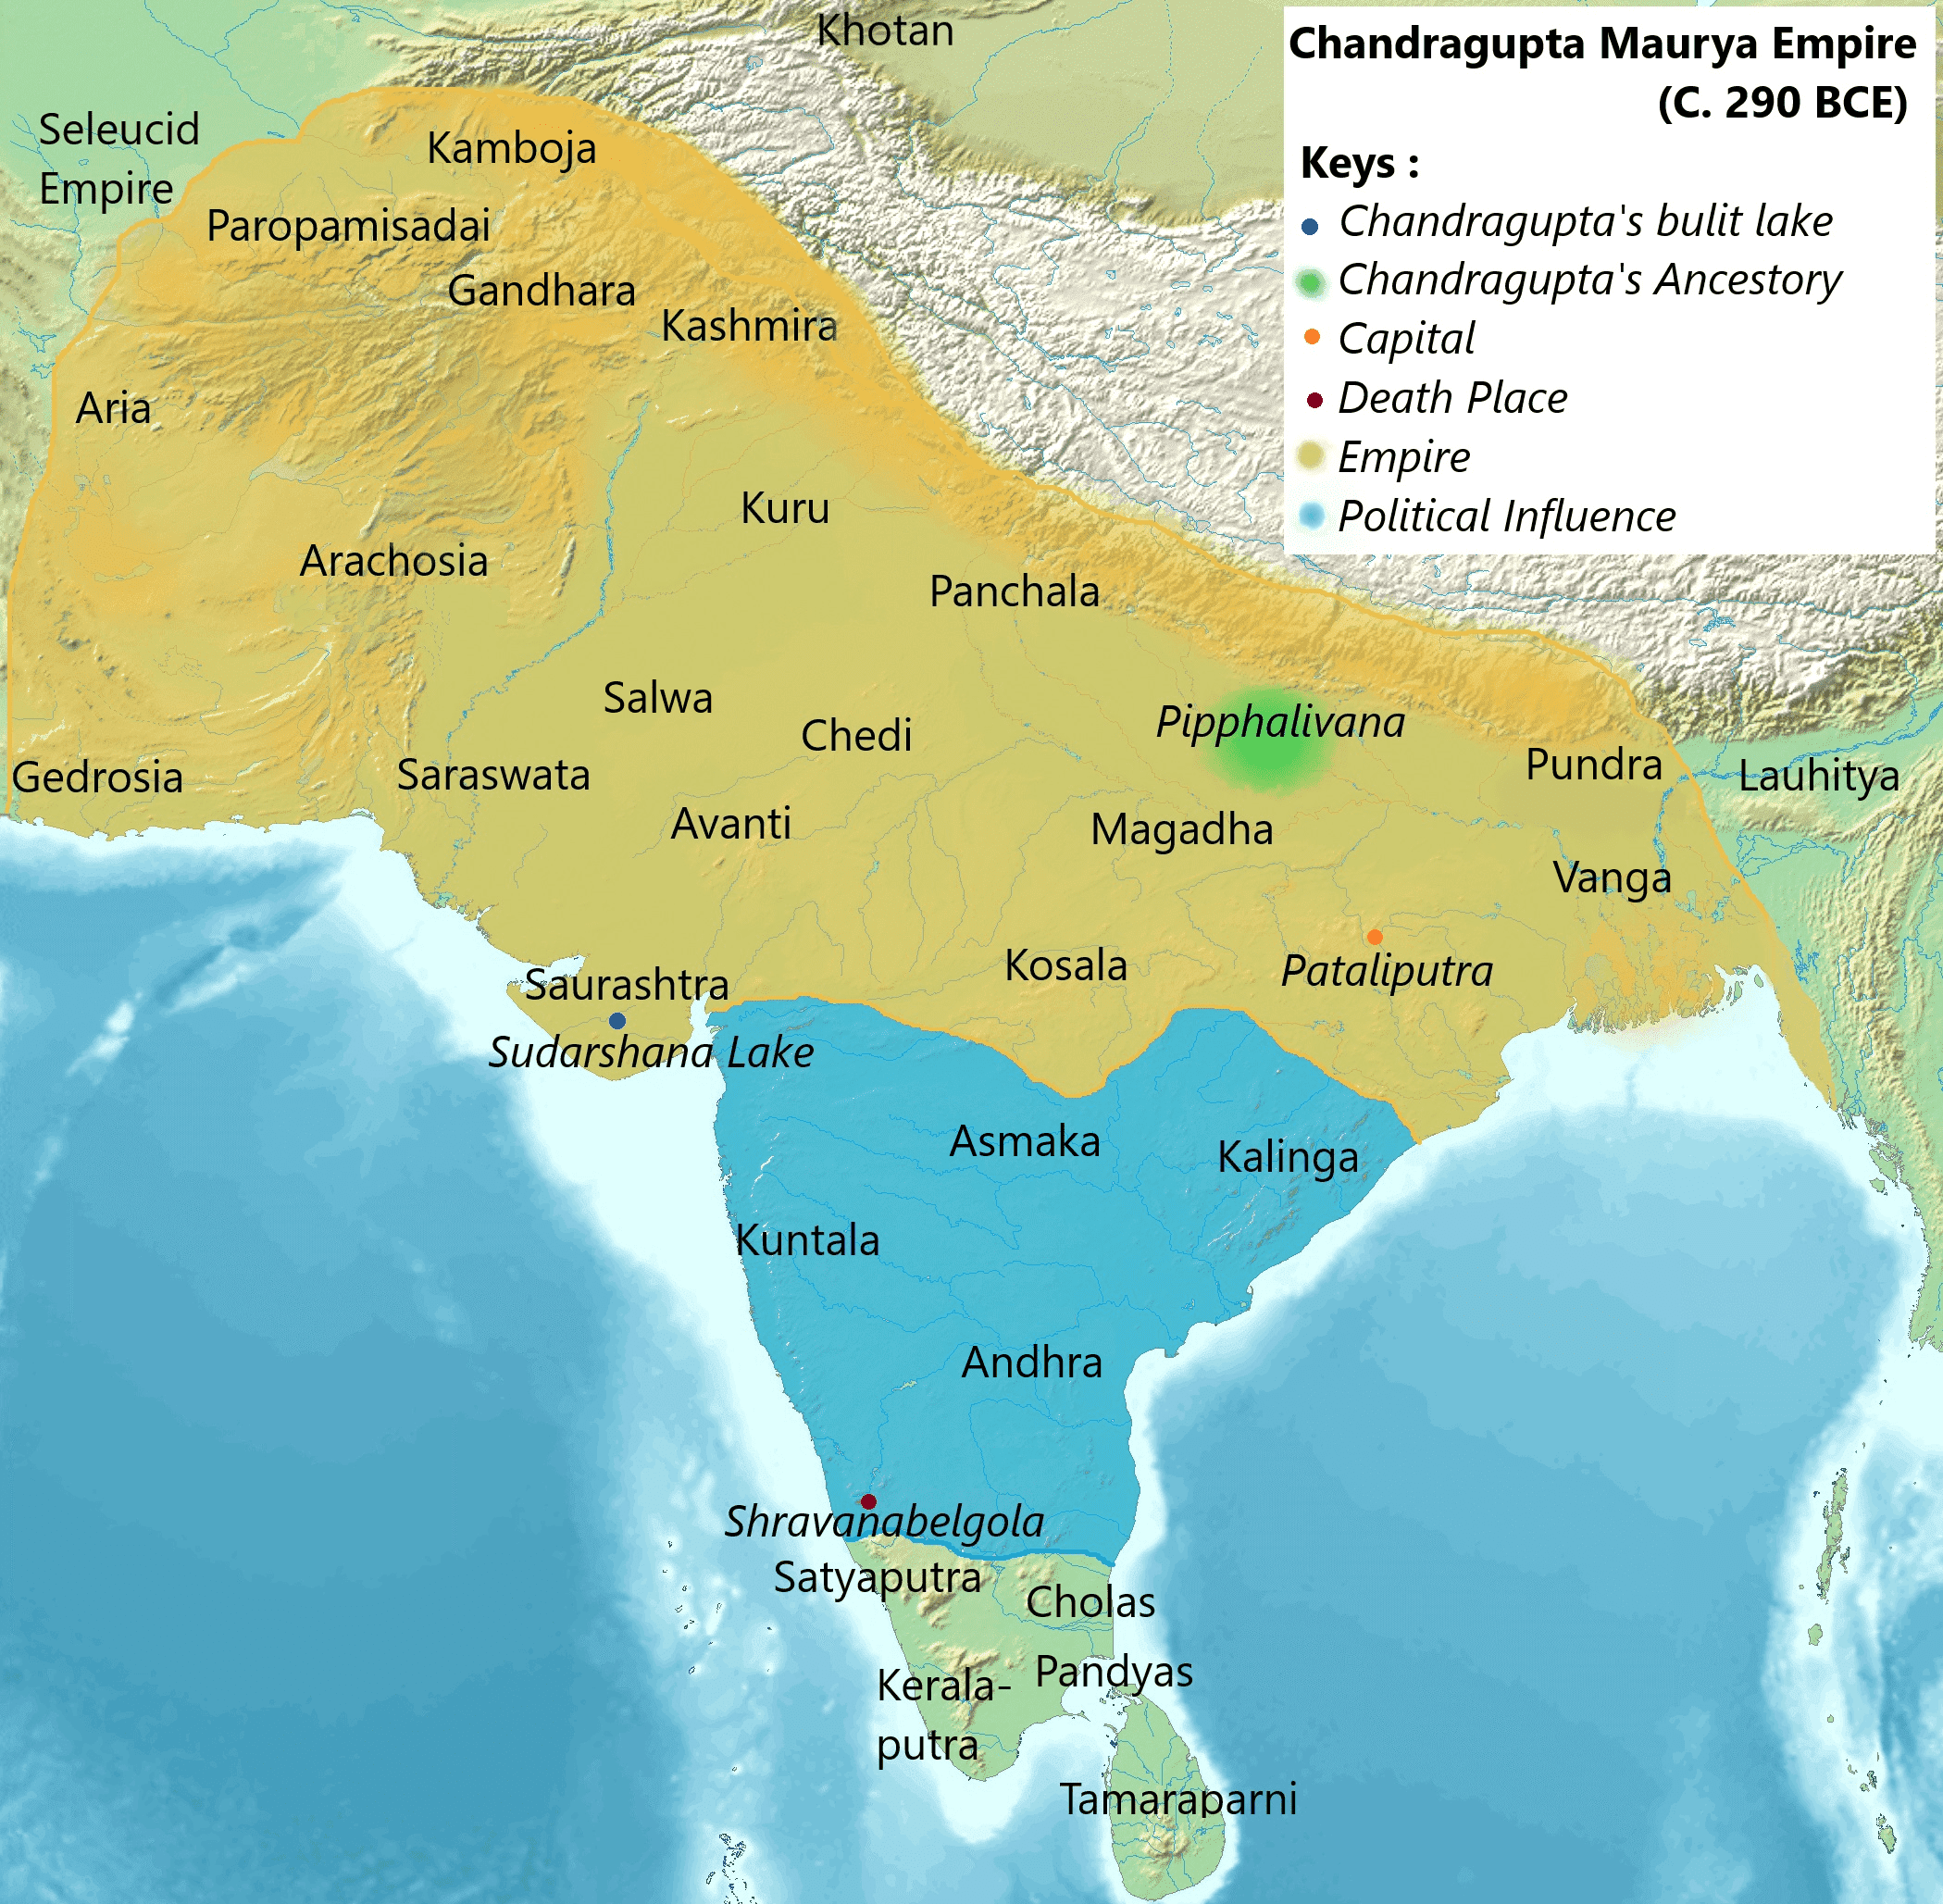 Khotan
Chandragupta Maurya Empire
(C. 290 BCE)
Keys :
Chandragupta's bulit lake
Chandragupta's Ancestory
Capital
Death Place
Empire
Political Influence
Seleucid
Empire
Kamboja
Paropamisadai
Gandhara
Kashmira
Aria
Kuru
Arachosia
Panchala
Salwa
Pipphalivana
Chedi
Pundra
Gedrosia
Saraswata
Lauhitya
Avanti
Magadha
Vanga
Kosala
Pataliputra
Saurashtra
Sudarshana Lake
Asmaka
Kalinga
Kuntala
Andhra
Shravanabelgola
Satyaputra
Cholas
Pandyas
Kerala-
putra
Tamaraparni